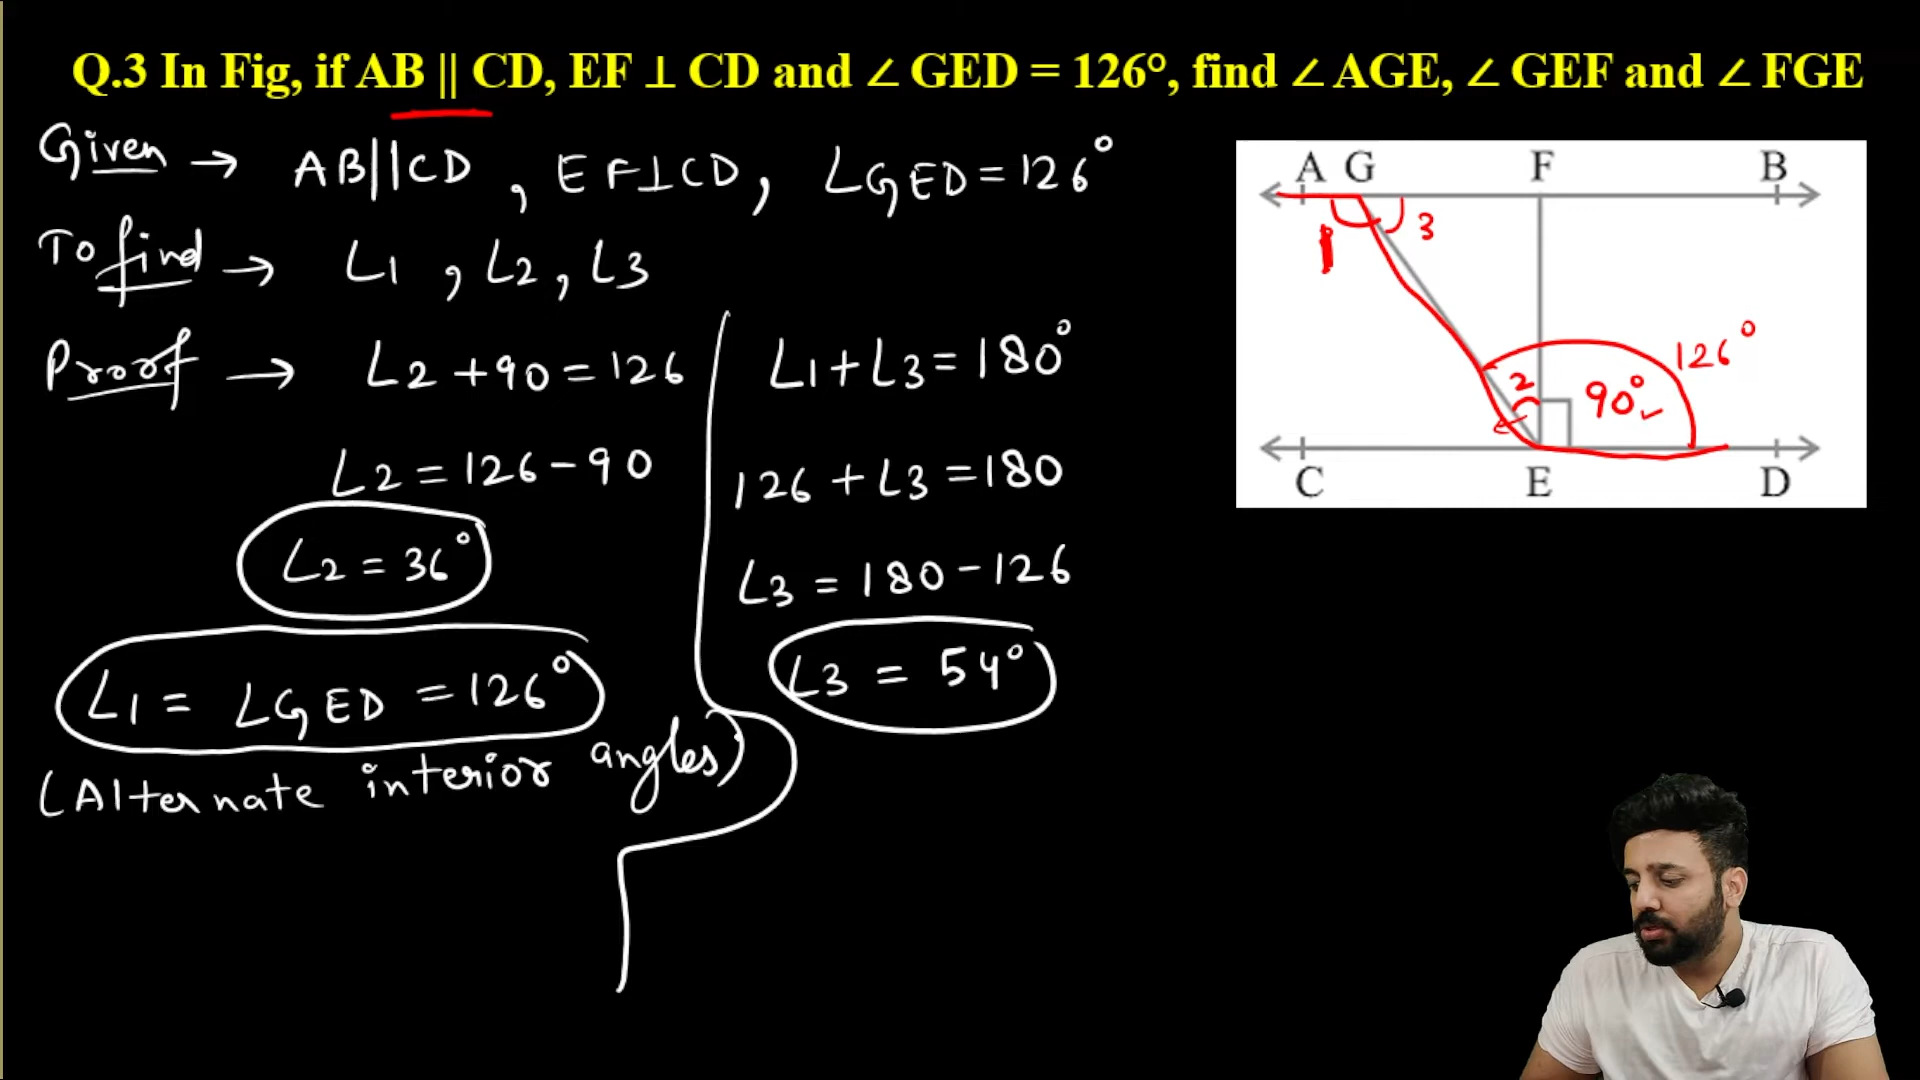 Q.3 In Fig, if AB || CD, EF ⊥ CD and ∠ GED = 126°, find ∠ AGE, ∠ GEF and ∠ FGE
Given → AB||CD , EF⊥CD, ∠GED = 126°
To find → ∠1 , ∠2 , ∠3
Proof → ∠2 + 90 = 126
∠2 = 126 - 90
∠2 = 36°
∠1 = ∠GED = 126°
(Alternate interior angles)
∠1 + ∠3 = 180°
126 + ∠3 = 180
∠3 = 180 - 126
∠3 = 54°
A G F B
1 3
126°
2 90°
C E D